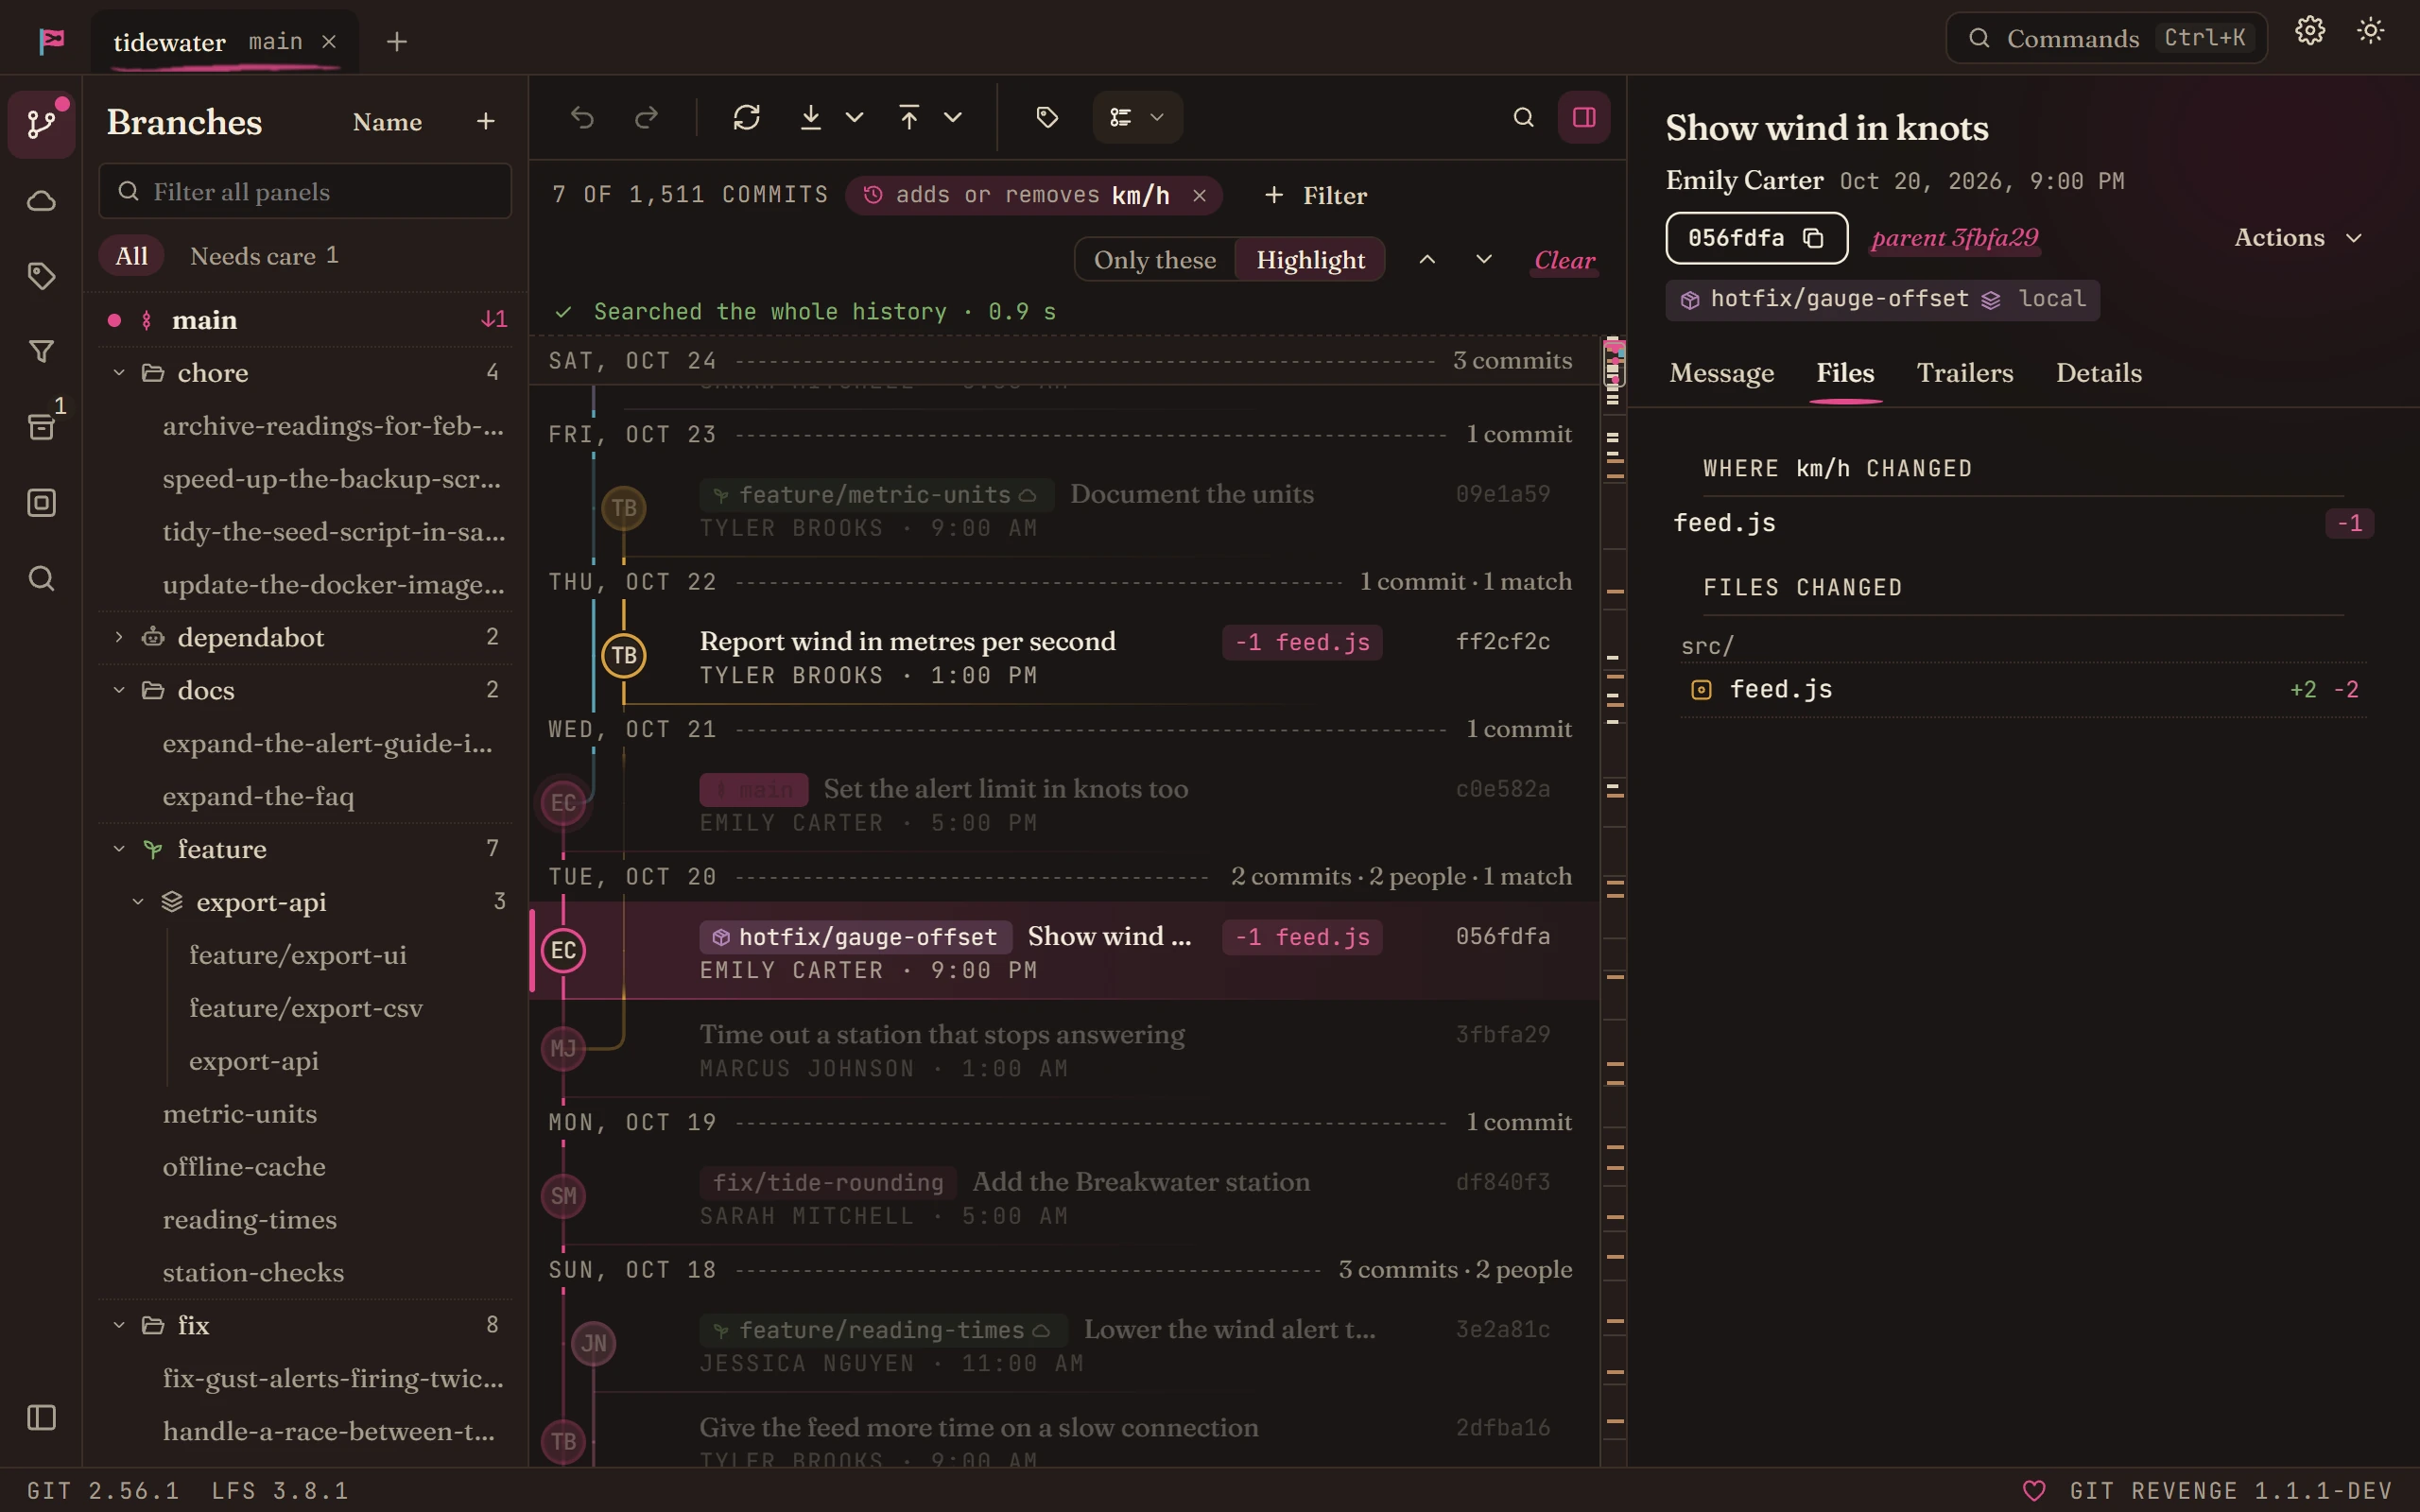 tidewater main
Commands Ctrl+K
Branches Name
Filter all panels
All Needs care 1
main ↓1
chore 4
archive-readings-for-feb-...
speed-up-the-backup-scr...
tidy-the-seed-script-in-sa...
update-the-docker-image...
dependabot 2
docs 2
expand-the-alert-guide-i...
expand-the-faq
feature 7
export-api 3
feature/export-ui
feature/export-csv
export-api
metric-units
offline-cache
reading-times
station-checks
fix 8
fix-gust-alerts-firing-twic...
handle-a-race-between-t...
1
7 OF 1,511 COMMITS adds or removes km/h × + Filter
Only these Highlight Clear
Searched the whole history · 0.9 s
SAT, OCT 24 3 commits
FRI, OCT 23 1 commit
TB feature/metric-units Document the units 09e1a59
TYLER BROOKS · 9:00 AM
THU, OCT 22 1 commit · 1 match
TB Report wind in metres per second -1 feed.js ff2cf2c
TYLER BROOKS · 1:00 PM
WED, OCT 21 1 commit
EC main Set the alert limit in knots too c0e582a
EMILY CARTER · 5:00 PM
TUE, OCT 20 2 commits · 2 people · 1 match
EC hotfix/gauge-offset Show wind ... -1 feed.js 056fdfa
EMILY CARTER · 9:00 PM
MJ Time out a station that stops answering 3fbfa29
MARCUS JOHNSON · 1:00 AM
MON, OCT 19 1 commit
SM fix/tide-rounding Add the Breakwater station df840f3
SARAH MITCHELL · 5:00 AM
SUN, OCT 18 3 commits · 2 people
JN feature/reading-times Lower the wind alert t... 3e2a81c
JESSICA NGUYEN · 11:00 AM
TB Give the feed more time on a slow connection 2dfba16
TYLER BROOKS · 9:00 AM
Show wind in knots
Emily Carter Oct 20, 2026, 9:00 PM
056fdfa parent 3fbfa29 Actions
hotfix/gauge-offset local
Message Files Trailers Details
WHERE km/h CHANGED
feed.js -1
FILES CHANGED
src/
feed.js +2 -2
GIT 2.56.1 LFS 3.8.1
GIT REVENGE 1.1.1-DEV